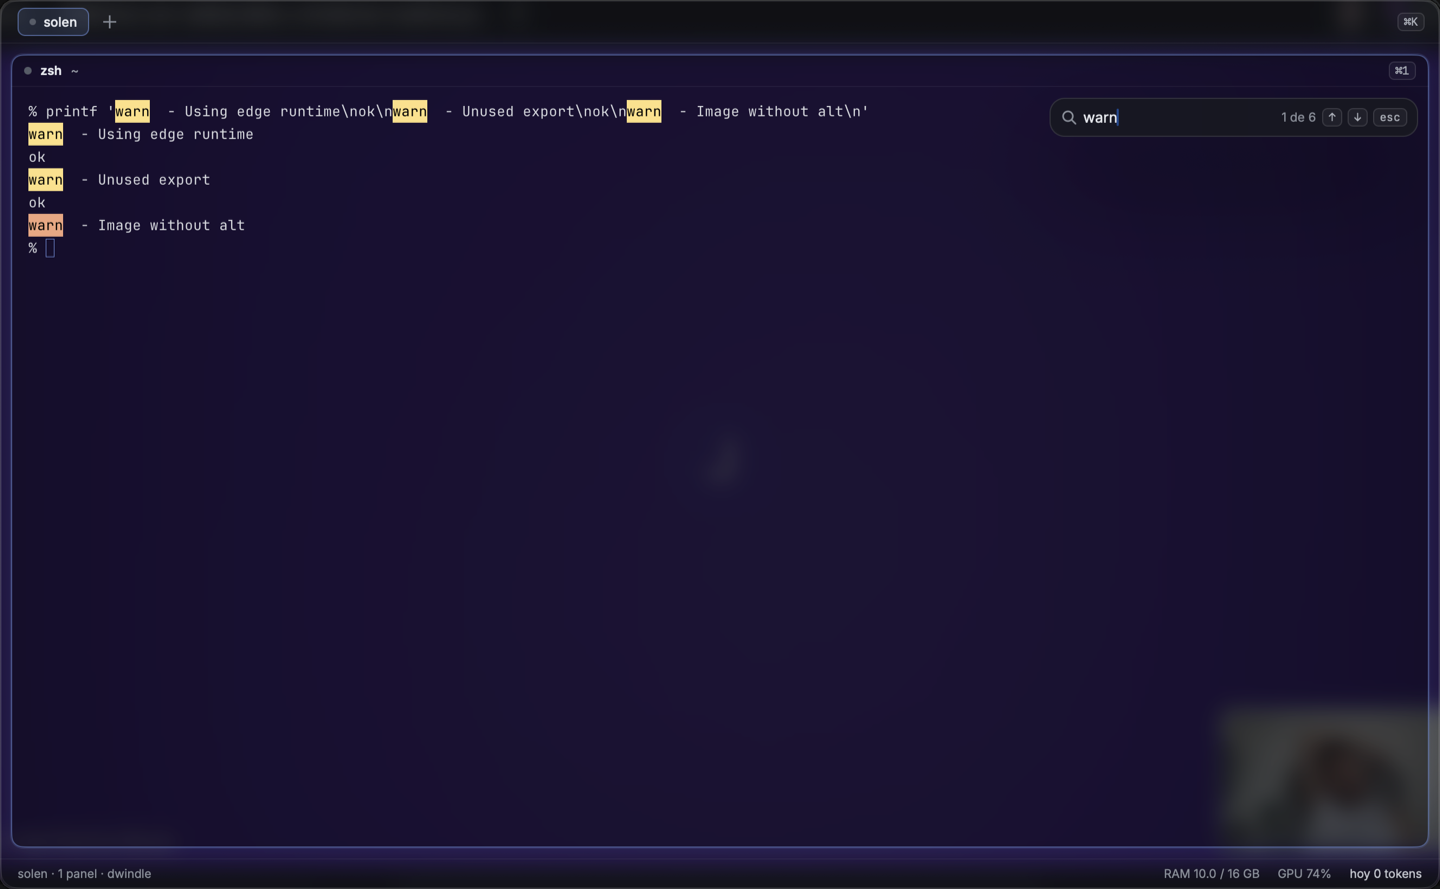 solen
⌘K
zsh ~
⌘1
% printf 'warn  - Using edge runtime\nok\nwarn  - Unused export\nok\nwarn  - Image without alt\n'
warn 1 de 6 ↑ ↓ esc
warn  - Using edge runtime
ok
warn  - Unused export
ok
warn  - Image without alt
%
solen · 1 panel · dwindle
RAM 10.0 / 16 GB GPU 74% hoy 0 tokens